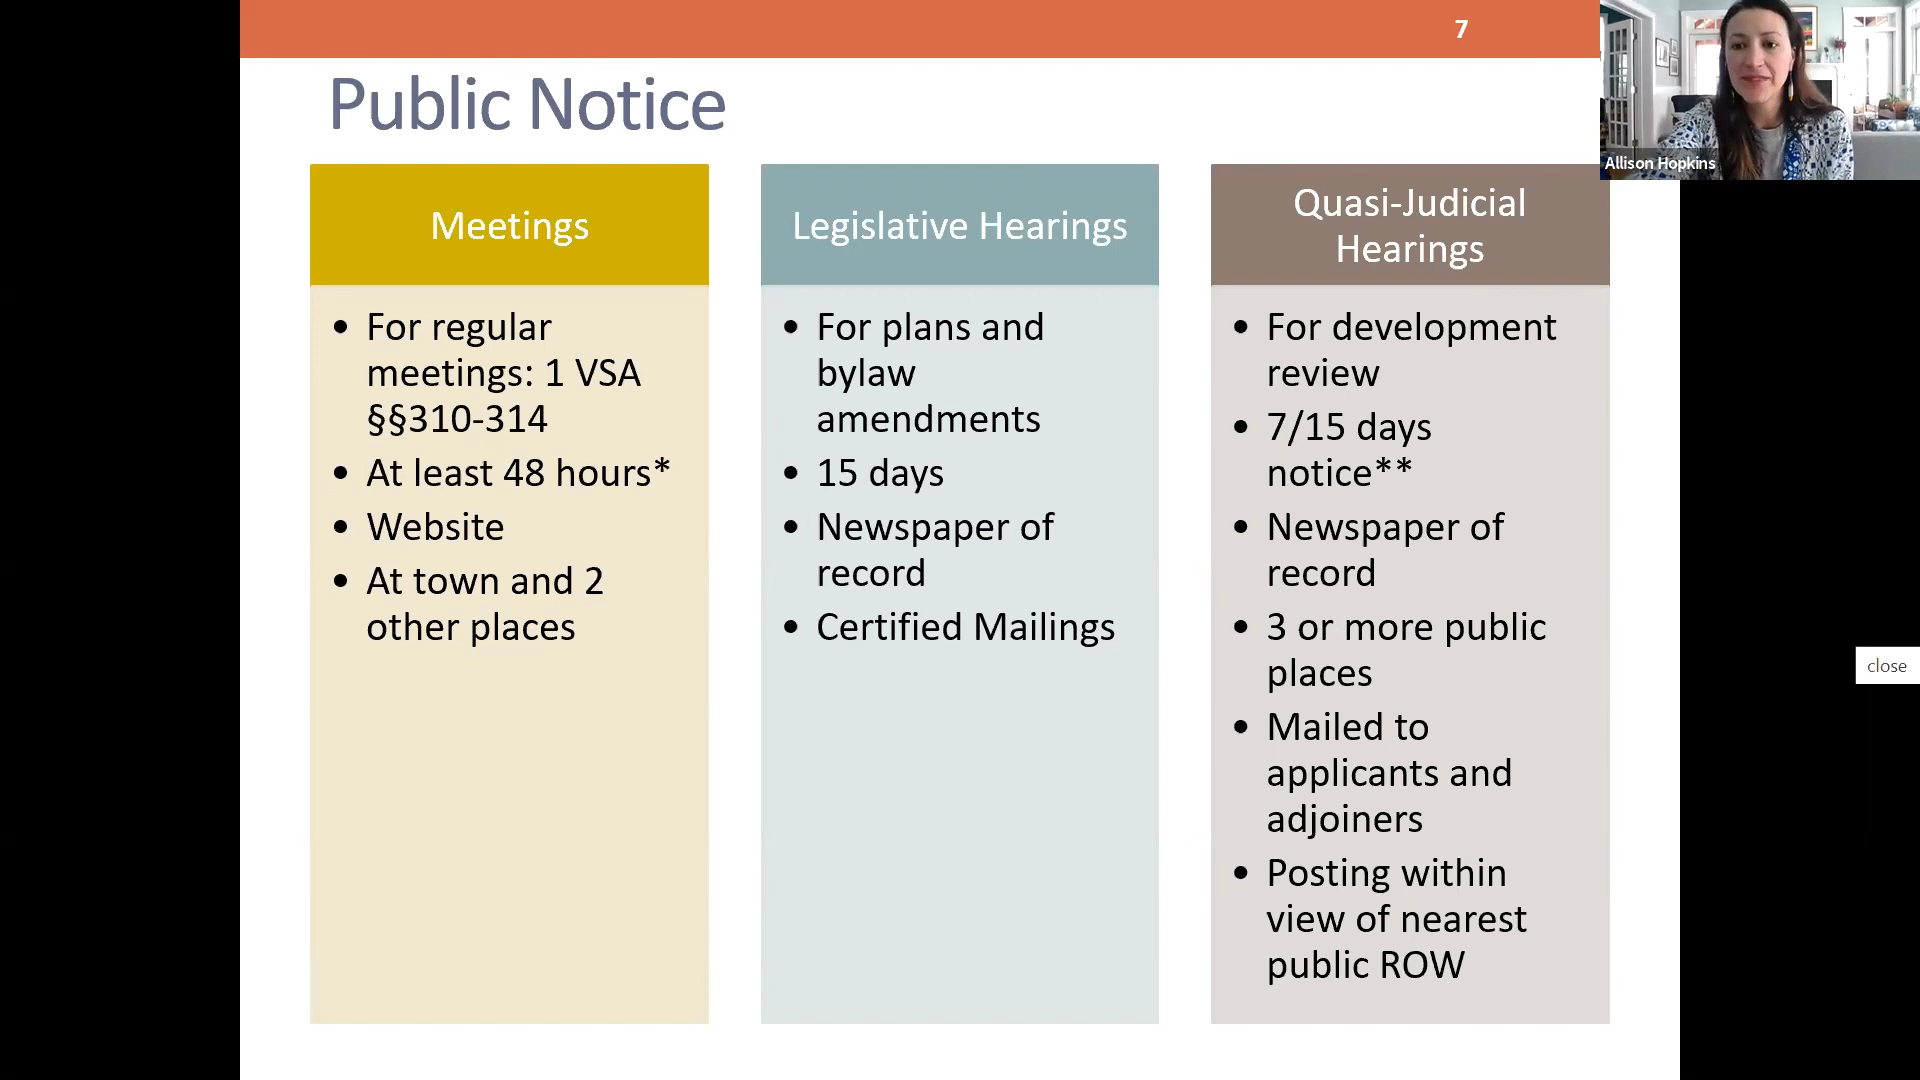 7
Allison Hopkins
Public Notice
Meetings
• For regular
meetings: 1 VSA
§§310-314
• At least 48 hours*
• Website
• At town and 2
other places
Legislative Hearings
• For plans and
bylaw
amendments
• 15 days
• Newspaper of
record
• Certified Mailings
Quasi-Judicial
Hearings
• For development
review
• 7/15 days
notice**
• Newspaper of
record
• 3 or more public
places
• Mailed to
applicants and
adjoiners
• Posting within
view of nearest
public ROW
close